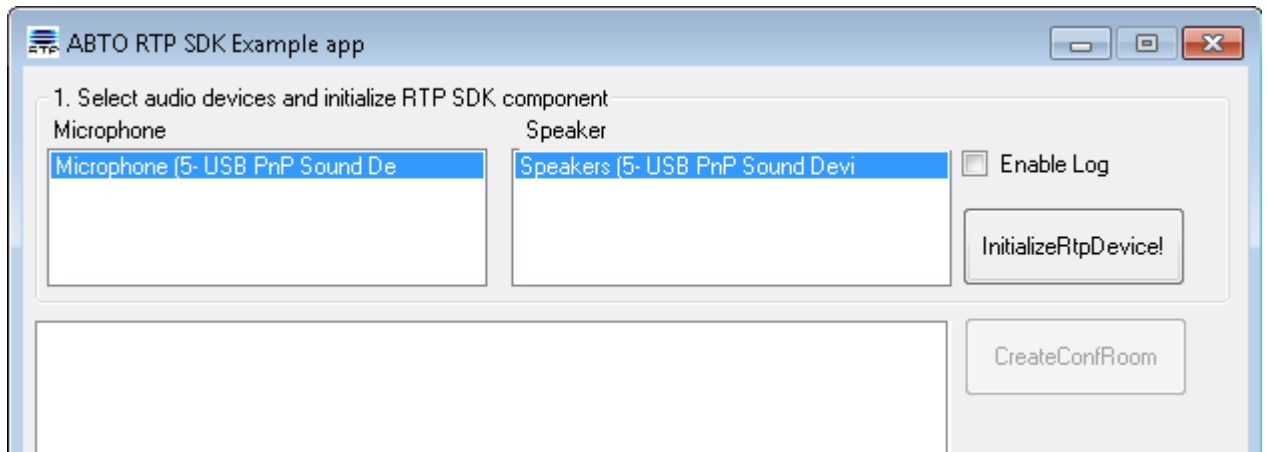 RTP ABTO RTP SDK Example app
1. Select audio devices and initialize RTP SDK component
Microphone Speaker
Microphone (5- USB PnP Sound De Speakers (5- USB PnP Sound Devi Enable Log
InitializeRtpDevice!
CreateConfRoom